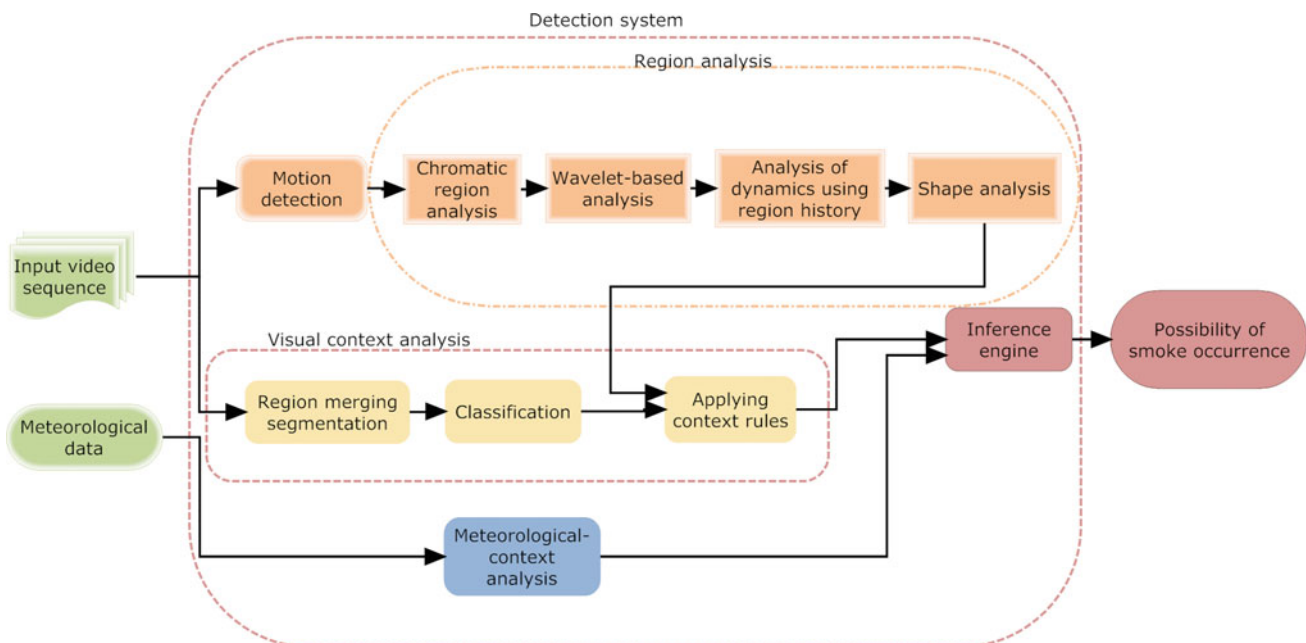 Detection system
Region analysis
Motion
detection
Chromatic
region
analysis
Wavelet-based
analysis
Analysis of
dynamics using
region history
Shape analysis
Input video
sequence
Visual context analysis
Region merging
segmentation
Classification
Applying
context rules
Inference
engine
Possibility of
smoke occurrence
Meteorological
data
Meteorological-
context
analysis